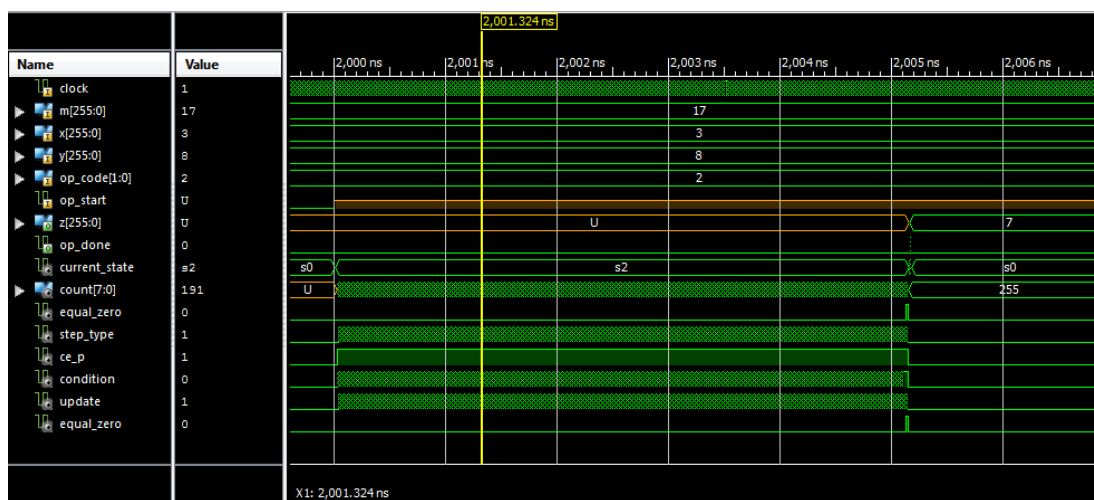 2,001.324 ns
Name Value
2,000 ns 2,001 ns 2,002 ns 2,003 ns 2,004 ns 2,005 ns 2,006 ns
clock 1
m[255:0] 17 17
x[255:0] 3 3
y[255:0] 8 8
op_code[1:0] 2 2
op_start U
z[255:0] U U 7
op_done 0
current_state s2 s0 s2 s0
count[7:0] 191 U 255
equal_zero 0
step_type 1
ce_p 1
condition 0
update 1
equal_zero 0
X1: 2,001.324 ns